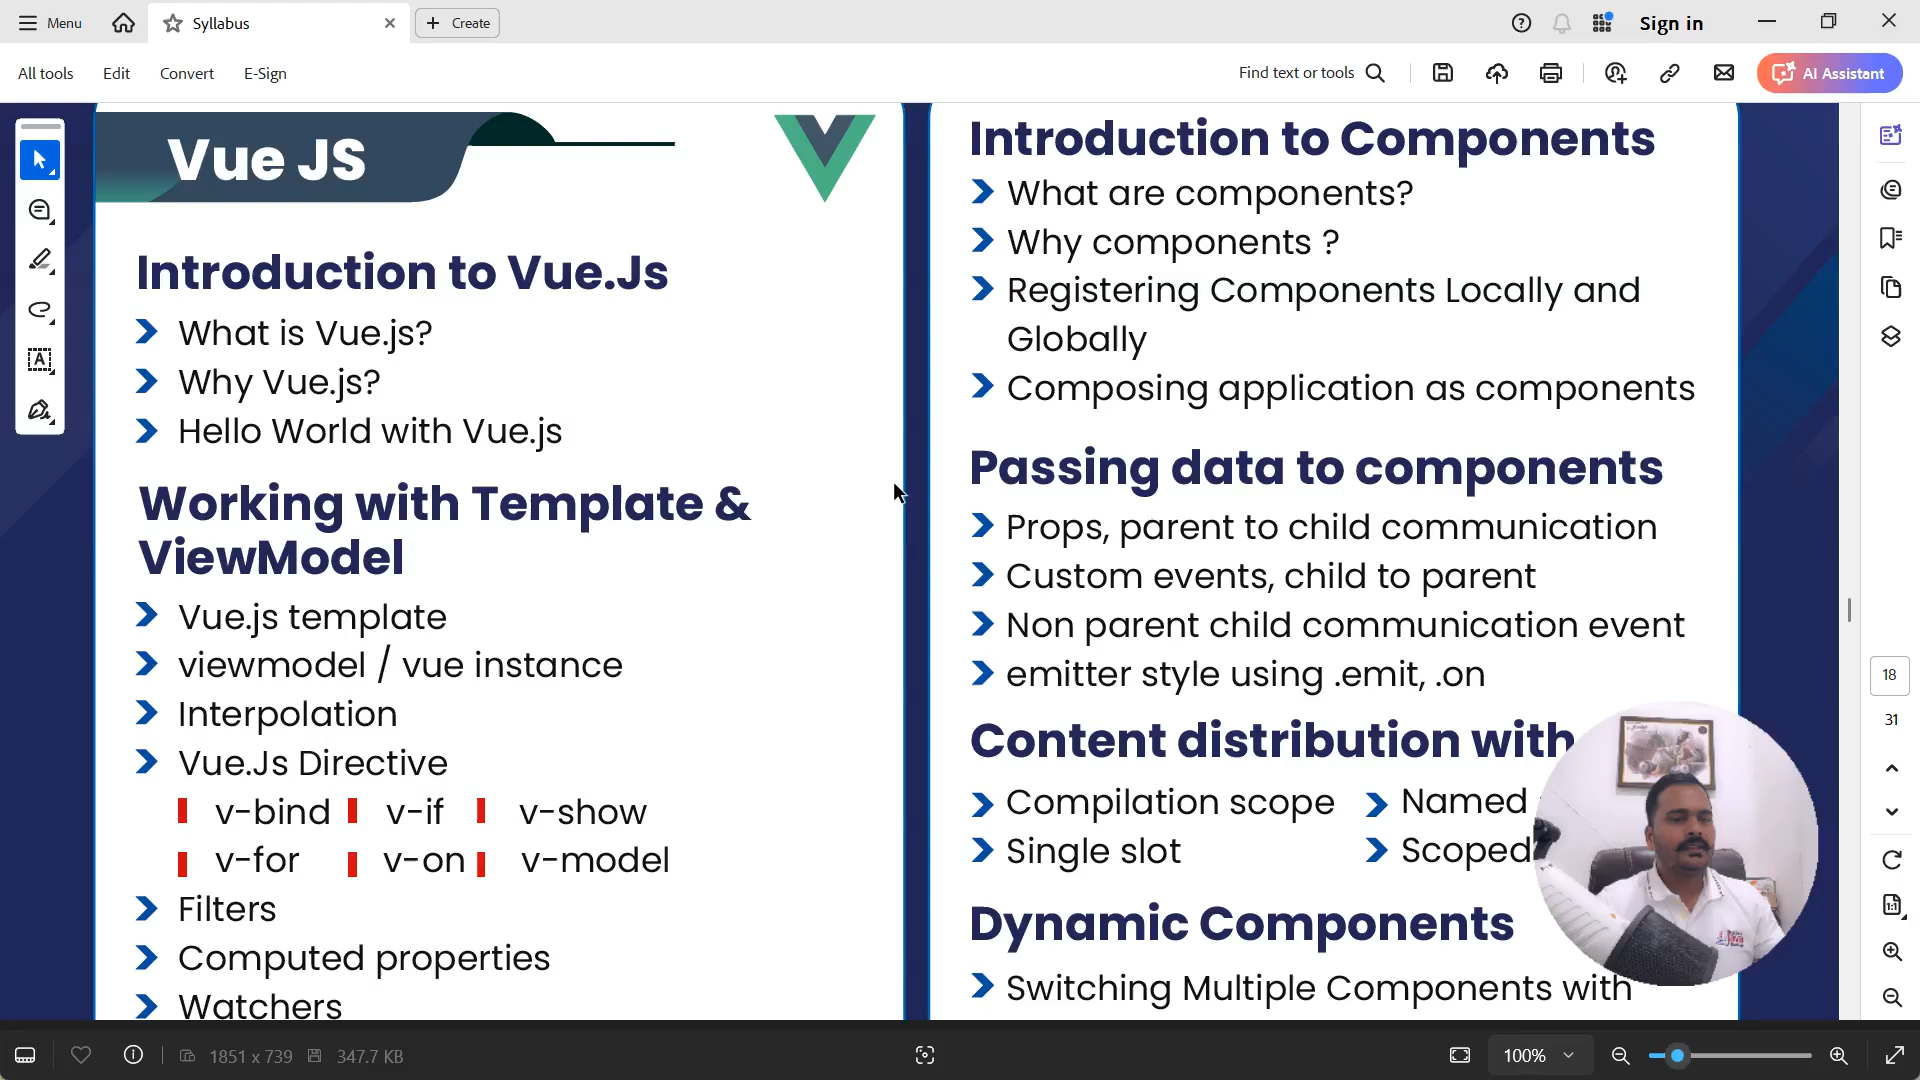 Menu
Syllabus
Create
Sign in
All tools
Edit
Convert
E-Sign
Find text or tools
AI Assistant
Vue JS
Introduction to Vue.Js
What is Vue.js?
Why Vue.js?
Hello World with Vue.js
Working with Template &
ViewModel
Vue.js template
viewmodel / vue instance
Interpolation
Vue.Js Directive
v-bind v-if v-show
v-for v-on v-model
Filters
Computed properties
Watchers
Introduction to Components
What are components?
Why components ?
Registering Components Locally and
Globally
Composing application as components
Passing data to components
Props, parent to child communication
Custom events, child to parent
Non parent child communication event
emitter style using .emit, .on
Content distribution with
Compilation scope Named
Single slot Scoped
Dynamic Components
Switching Multiple Components with
18
31
1851 x 739
347.7 KB
100%